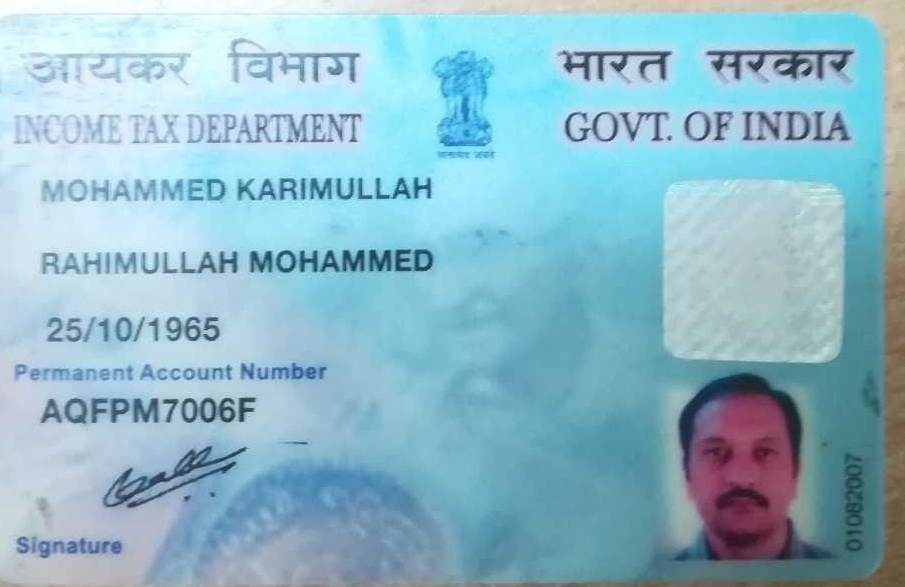 आयकर विभाग
INCOME TAX DEPARTMENT
भारत सरकार
GOVT. OF INDIA
सत्यमेव जयते
MOHAMMED KARIMULLAH
RAHIMULLAH MOHAMMED
25/10/1965
Permanent Account Number
AQFPM7006F
Signature
01082007